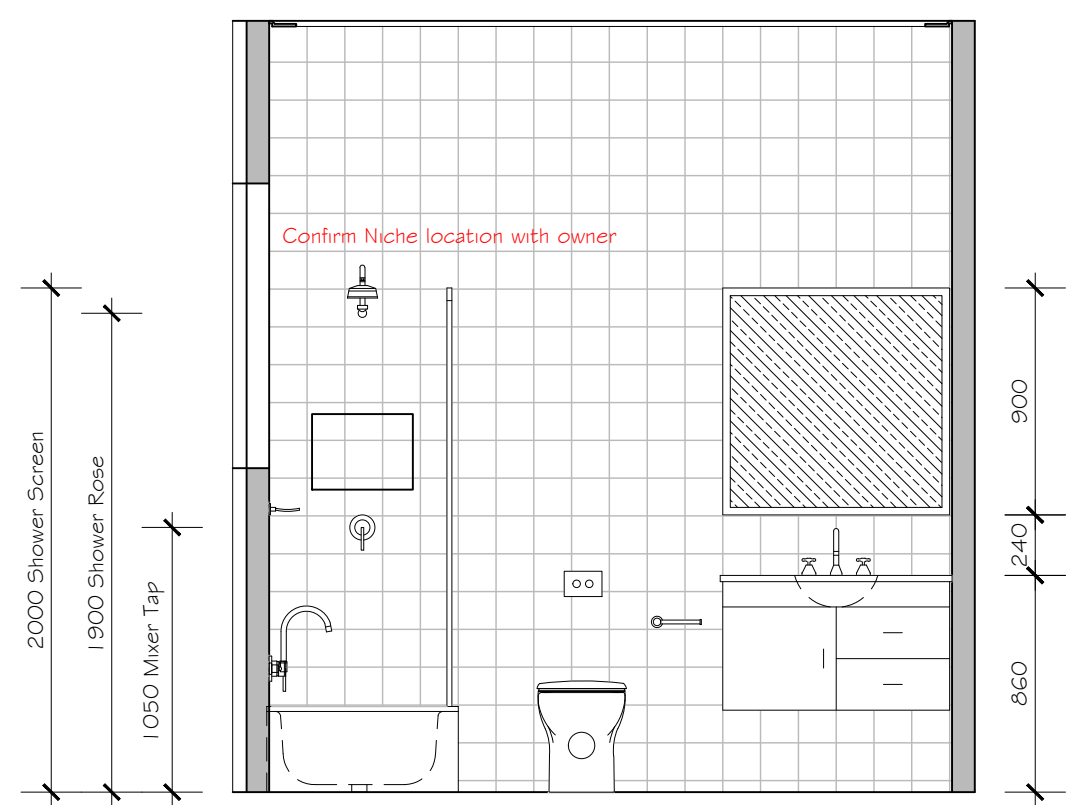 Confirm Niche location with owner
2000 Shower Screen
1900 Shower Rose
1050 Mixer Tap
900
240
860